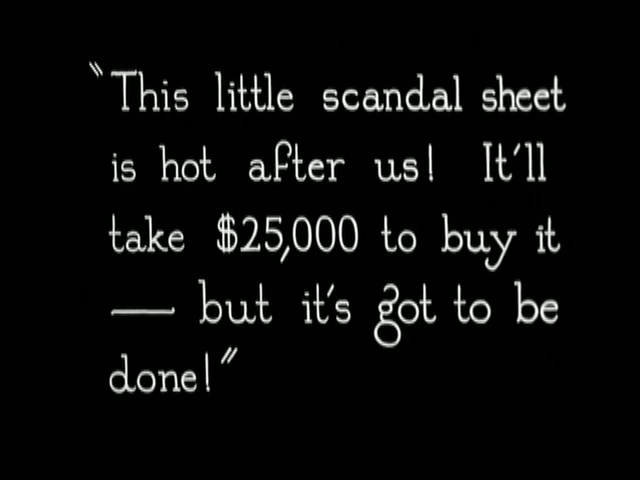 "This little scandal sheet
is hot after us! It'll
take $25,000 to buy it
— but it's got to be
done!"